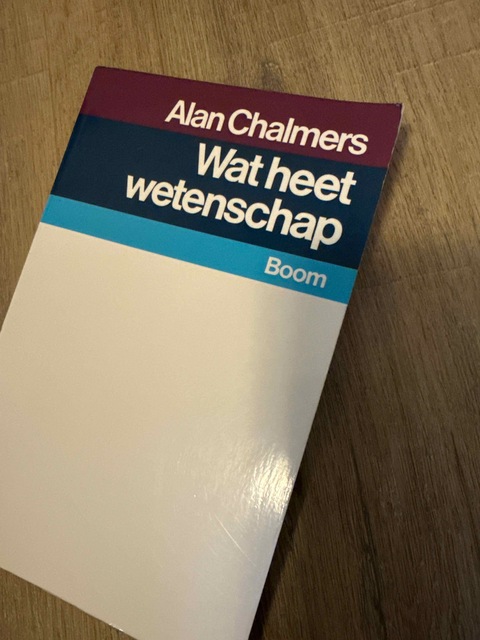 Alan Chalmers
Wat heet
wetenschap
Boom